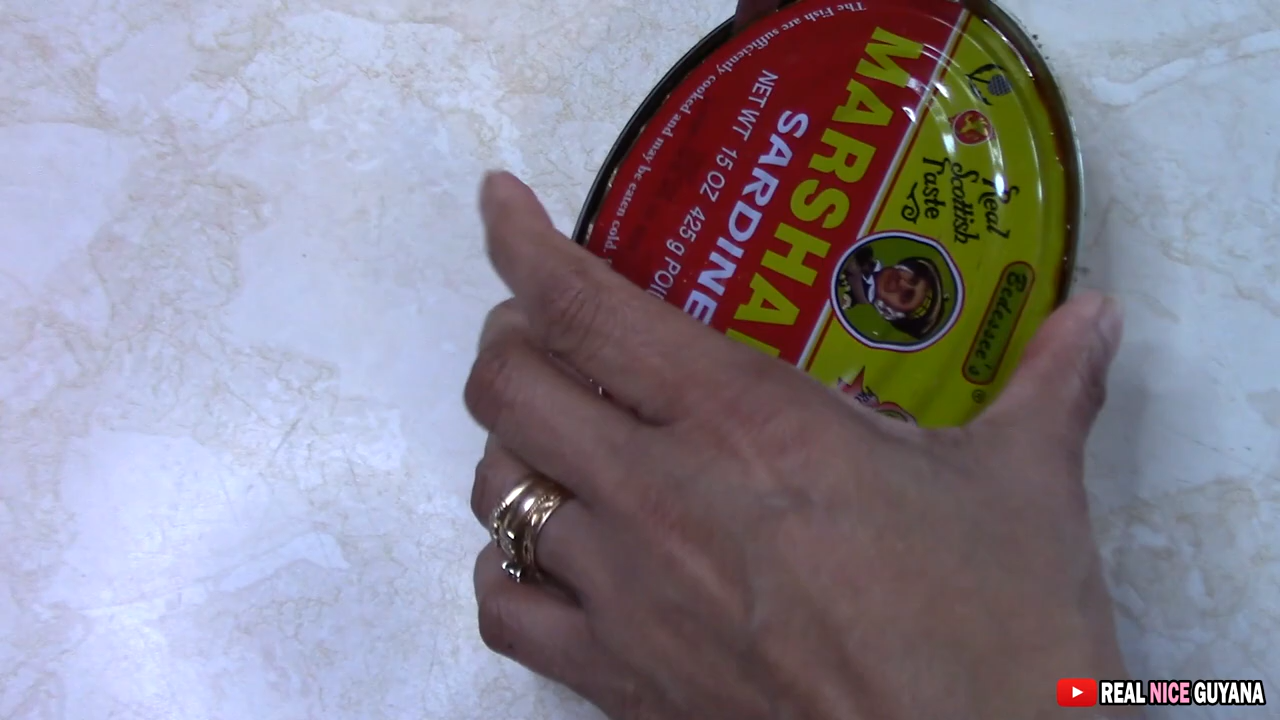 The Fish are sufficiently cooked and may be eaten cold.
NET WT 15 OZ 425 g
SARDINE
MARSHA
Real
Scottish
Taste
Bedessee's
®
REAL NICE GUYANA